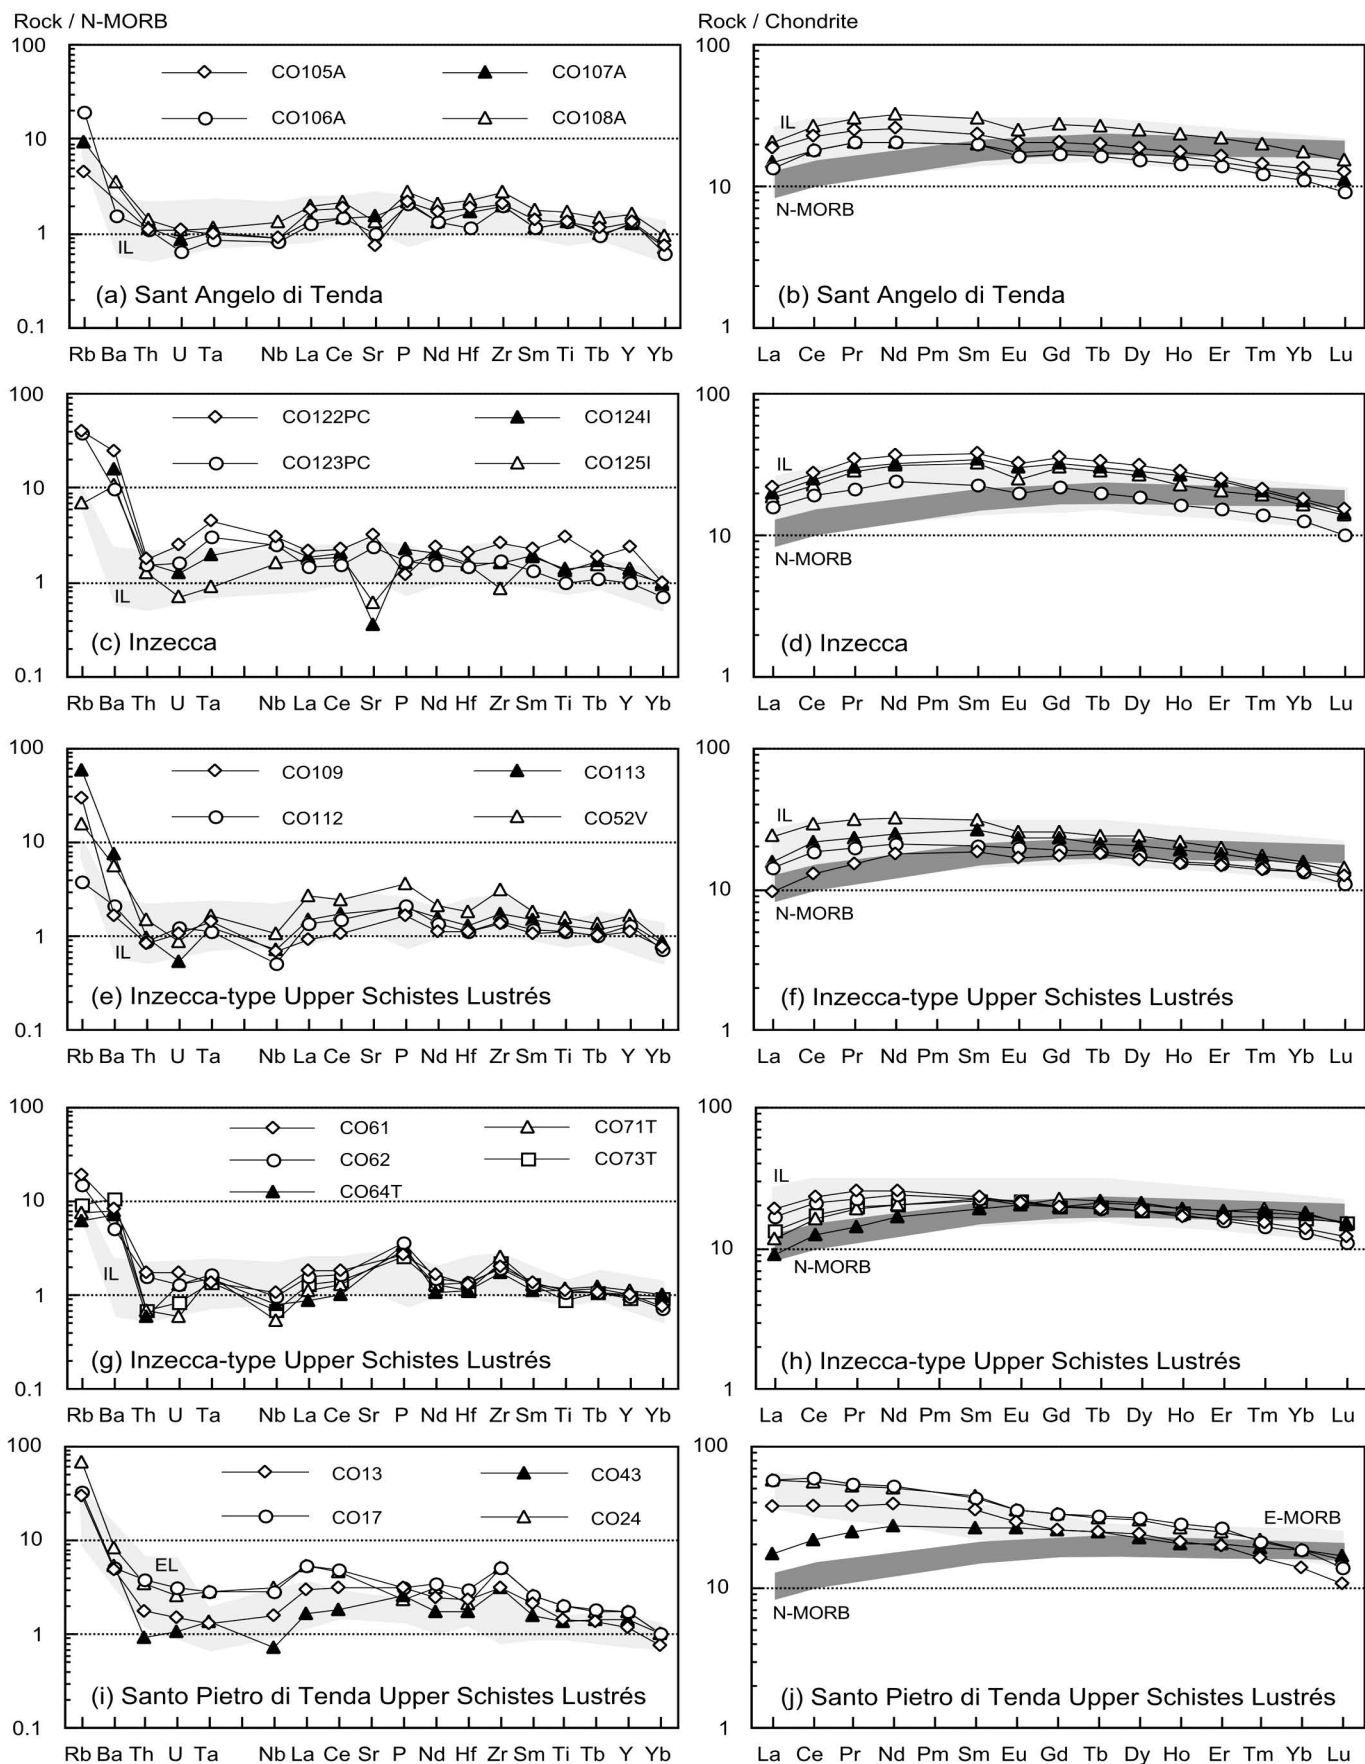 Rock / N-MORB
Rock / Chondrite
100
10
1
0.1
CO105A
CO107A
CO106A
CO108A
IL
(a) Sant Angelo di Tenda
Rb Ba Th U Ta Nb La Ce Sr P Nd Hf Zr Sm Ti Tb Y Yb
100
10
1
IL
N-MORB
(b) Sant Angelo di Tenda
La Ce Pr Nd Pm Sm Eu Gd Tb Dy Ho Er Tm Yb Lu
100
10
1
0.1
CO122PC
CO124I
CO123PC
CO125I
IL
(c) Inzecca
Rb Ba Th U Ta Nb La Ce Sr P Nd Hf Zr Sm Ti Tb Y Yb
100
10
1
IL
N-MORB
(d) Inzecca
La Ce Pr Nd Pm Sm Eu Gd Tb Dy Ho Er Tm Yb Lu
100
10
1
0.1
CO109
CO113
CO112
CO52V
IL
(e) Inzecca-type Upper Schistes Lustrés
Rb Ba Th U Ta Nb La Ce Sr P Nd Hf Zr Sm Ti Tb Y Yb
100
10
1
IL
N-MORB
(f) Inzecca-type Upper Schistes Lustrés
La Ce Pr Nd Pm Sm Eu Gd Tb Dy Ho Er Tm Yb Lu
100
10
1
0.1
CO61
CO71T
CO62
CO73T
CO64T
IL
(g) Inzecca-type Upper Schistes Lustrés
Rb Ba Th U Ta Nb La Ce Sr P Nd Hf Zr Sm Ti Tb Y Yb
100
10
1
IL
N-MORB
(h) Inzecca-type Upper Schistes Lustrés
La Ce Pr Nd Pm Sm Eu Gd Tb Dy Ho Er Tm Yb Lu
100
10
1
0.1
CO13
CO43
CO17
CO24
EL
(i) Santo Pietro di Tenda Upper Schistes Lustrés
Rb Ba Th U Ta Nb La Ce Sr P Nd Hf Zr Sm Ti Tb Y Yb
100
10
1
E-MORB
N-MORB
(j) Santo Pietro di Tenda Upper Schistes Lustrés
La Ce Pr Nd Pm Sm Eu Gd Tb Dy Ho Er Tm Yb Lu